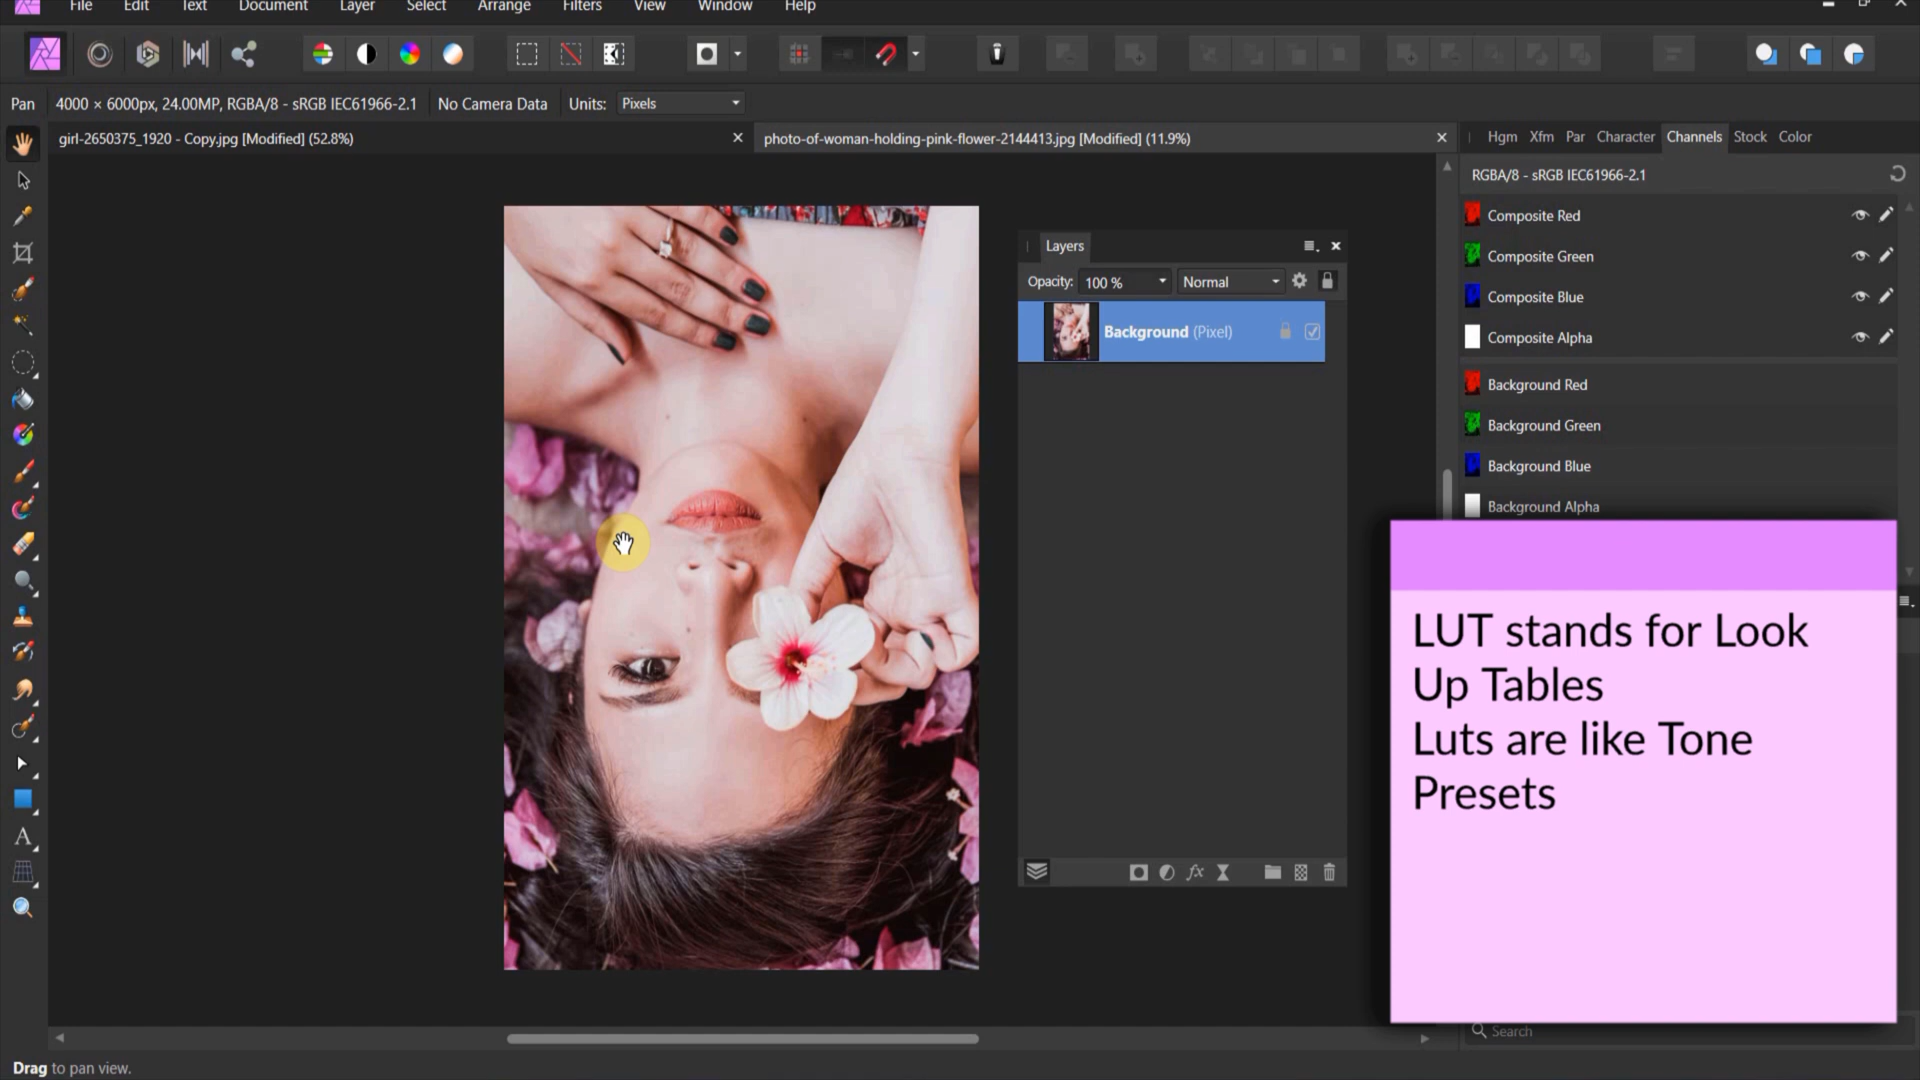 File Edit Text Document Layer Select Arrange Filters View Window Help
Pan 4000 × 6000px, 24.00MP, RGBA/8 - sRGB IEC61966-2.1 No Camera Data Units: Pixels
girl-2650375_1920 - Copy.jpg [Modified] (52.8%) photo-of-woman-holding-pink-flower-2144413.jpg [Modified] (11.9%)
Hgm Xfm Par Character Channels Stock Color
RGBA/8 - sRGB IEC61966-2.1
Composite Red
Composite Green
Composite Blue
Composite Alpha
Background Red
Background Green
Background Blue
Background Alpha
Layers
Opacity: 100 % Normal
Background (Pixel)
LUT stands for Look
Up Tables
Luts are like Tone
Presets
Search
Drag to pan view.